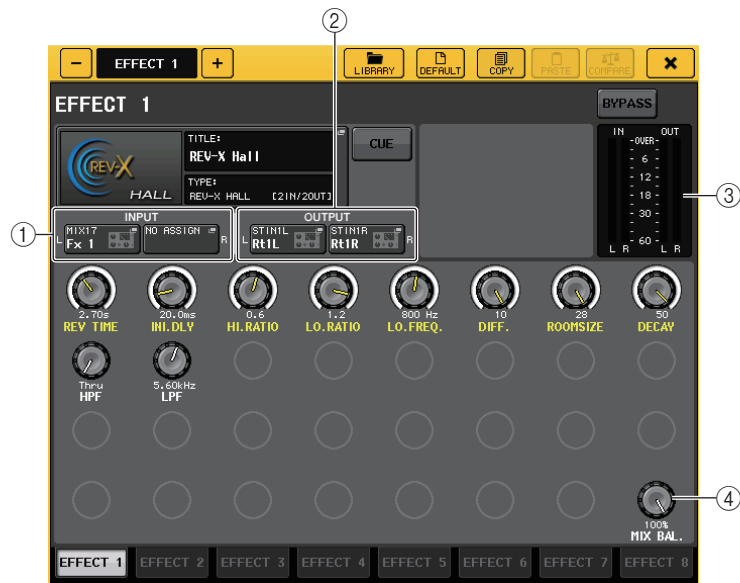 ②
− EFFECT 1 + LIBRARY DEFAULT COPY PASTE COMPARE ×
EFFECT 1
BYPASS
REV-X
HALL
TITLE:
REV-X Hall
TYPE:
REV-X HALL [2IN/20UT]
CUE
IN OUT
-OVER-
- 6 -
- 12 -
- 18 -
- 30 -
- 60 -
L R L R
③
①
INPUT
L MIX17 Fx 1 NO ASSIGN R
OUTPUT
L STIN1L Rt1L STIN1R Rt1R R
2.70s 20.0ms 0.6 1.2 800 Hz 10 28 50
REV TIME INI.DLY HI.RATIO LO.RATIO LO.FREQ. DIFF. ROOMSIZE DECAY
Thru 5.60kHz
HPF LPF
④
100%
MIX BAL.
EFFECT 1 EFFECT 2 EFFECT 3 EFFECT 4 EFFECT 5 EFFECT 6 EFFECT 7 EFFECT 8